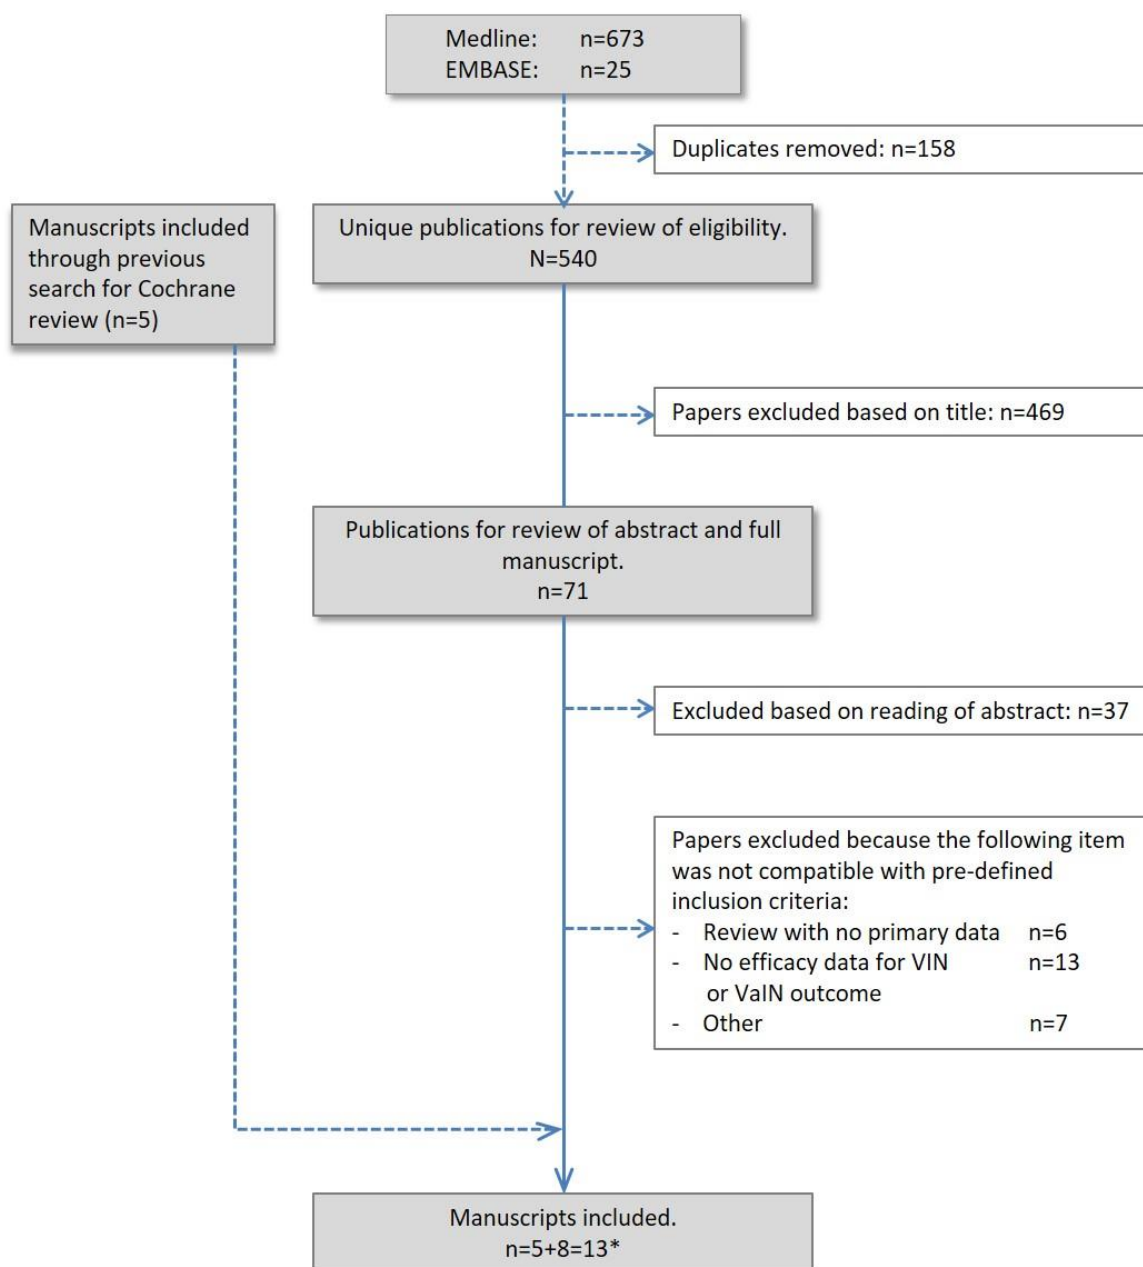 Medline: n=673
EMBASE: n=25
Duplicates removed: n=158
Manuscripts included
through previous
search for Cochrane
review (n=5)
Unique publications for review of eligibility.
N=540
Papers excluded based on title: n=469
Publications for review of abstract and full
manuscript.
n=71
Excluded based on reading of abstract: n=37
Papers excluded because the following item
was not compatible with pre-defined
inclusion criteria:
- Review with no primary data n=6
- No efficacy data for VIN n=13
or VaIN outcome
- Other n=7
Manuscripts included.
n=5+8=13*